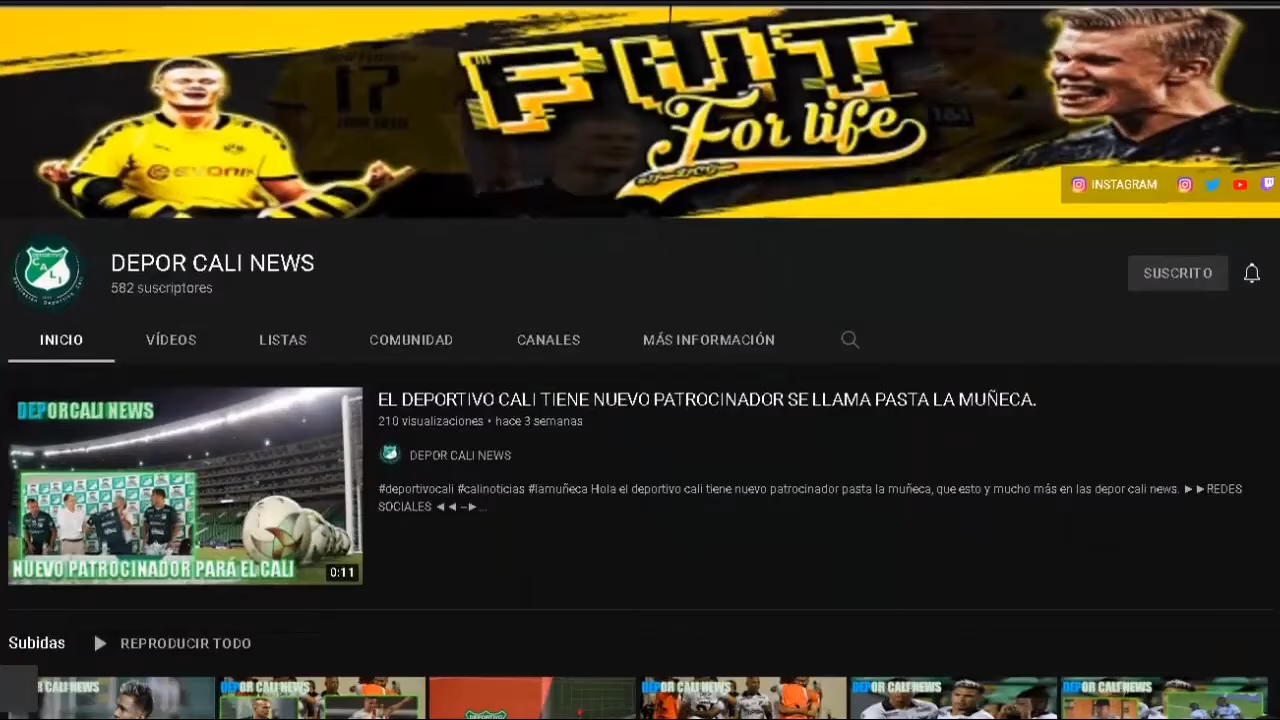 FUT
For life
EVONIK
INSTAGRAM
DEPOR CALI NEWS
582 suscriptores
SUSCRITO
INICIO
VÍDEOS
LISTAS
COMUNIDAD
CANALES
MÁS INFORMACIÓN
DEPORCALI NEWS
NUEVO PATROCINADOR PARÁ EL CALI
0:11
EL DEPORTIVO CALI TIENE NUEVO PATROCINADOR SE LLAMA PASTA LA MUÑECA.
210 visualizaciones • hace 3 semanas
DEPOR CALI NEWS
#deportivocali #calinoticias #lamuñeca Hola el deportivo cali tiene nuevo patrocinador pasta la muñeca, que esto y mucho más en las depor cali news. ►►REDES
SOCIALES ◄◄ –►...
Subidas
REPRODUCIR TODO
R CALI NEWS
DEPOR CALI NEWS
DEPORTIVO
DEPOR CALI NEWS
DEPOR CALI NEWS
DEPOR CALI NEWS